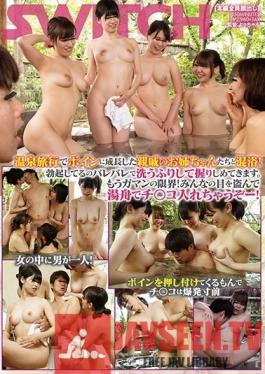 SWITCH
温泉旅行でボインに成長した親戚のお姉ちゃんたちと混浴!
勃起してるのバレバレで洗うふりして握りしめてきます。
もうガマンの限界!みんなの目を盗んで
湯舟でチ〇コ入れちゃうぞー!
女の中に男が一人!
ボインを押し付けてくるもんで
チ〇コは爆発寸前
JAVSEEN.TV
FREE JAV LIBRARY